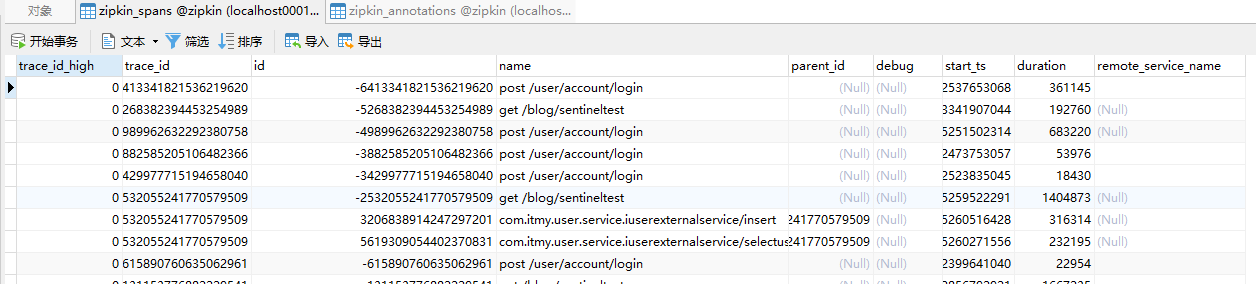 对象 zipkin_spans @zipkin (localhost0001... zipkin_annotations @zipkin (localhos...
开始事务 文本 筛选 排序 导入 导出
trace_id_high trace_id id name parent_id debug start_ts duration remote_service_name
0 413341821536219620 -6413341821536219620 post /user/account/login (Null) (Null) 2537653068 361145
0 268382394453254989 -5268382394453254989 get /blog/sentineltest (Null) (Null) 3341907044 192760 (Null)
0 989962632292380758 -4989962632292380758 post /user/account/login (Null) (Null) 5251502314 683220 (Null)
0 882585205106482366 -3882585205106482366 post /user/account/login (Null) (Null) 2473753057 53976
0 429977715194658040 -3429977715194658040 post /user/account/login (Null) (Null) 2523835045 18430
0 532055241770579509 -2532055241770579509 get /blog/sentineltest (Null) (Null) 5259522291 1404873 (Null)
0 532055241770579509 3206838914247297201 com.itmy.user.service.iuserexternalservice/insert 241770579509 (Null) 5260516428 316314 (Null)
0 532055241770579509 5619309054402370831 com.itmy.user.service.iuserexternalservice/selectus 241770579509 (Null) 5260271556 232195 (Null)
0 615890760635062961 -615890760635062961 post /user/account/login (Null) (Null) 2399641040 22954